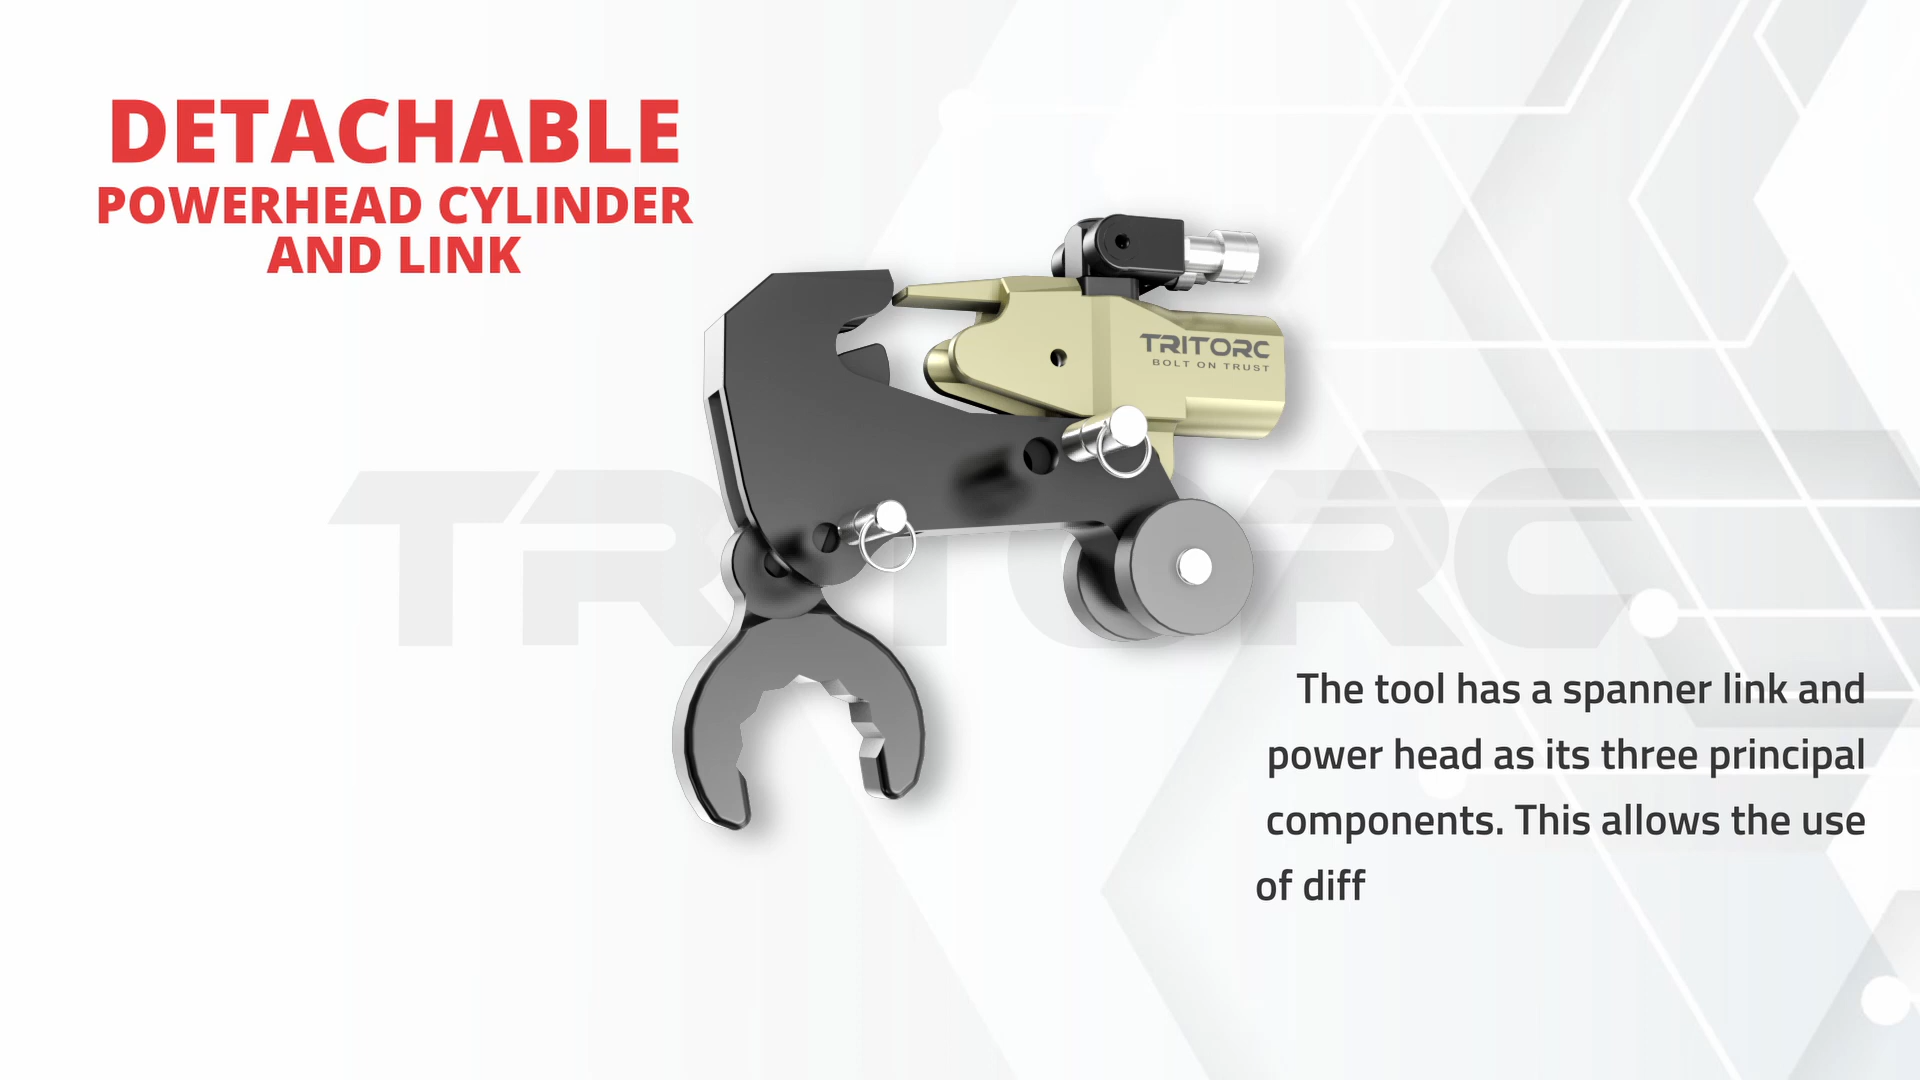 DETACHABLE
POWERHEAD CYLINDER
AND LINK
TRITORC
BOLT ON TRUST
TRITORC
The tool has a spanner link and
power head as its three principal
components. This allows the use
of diff